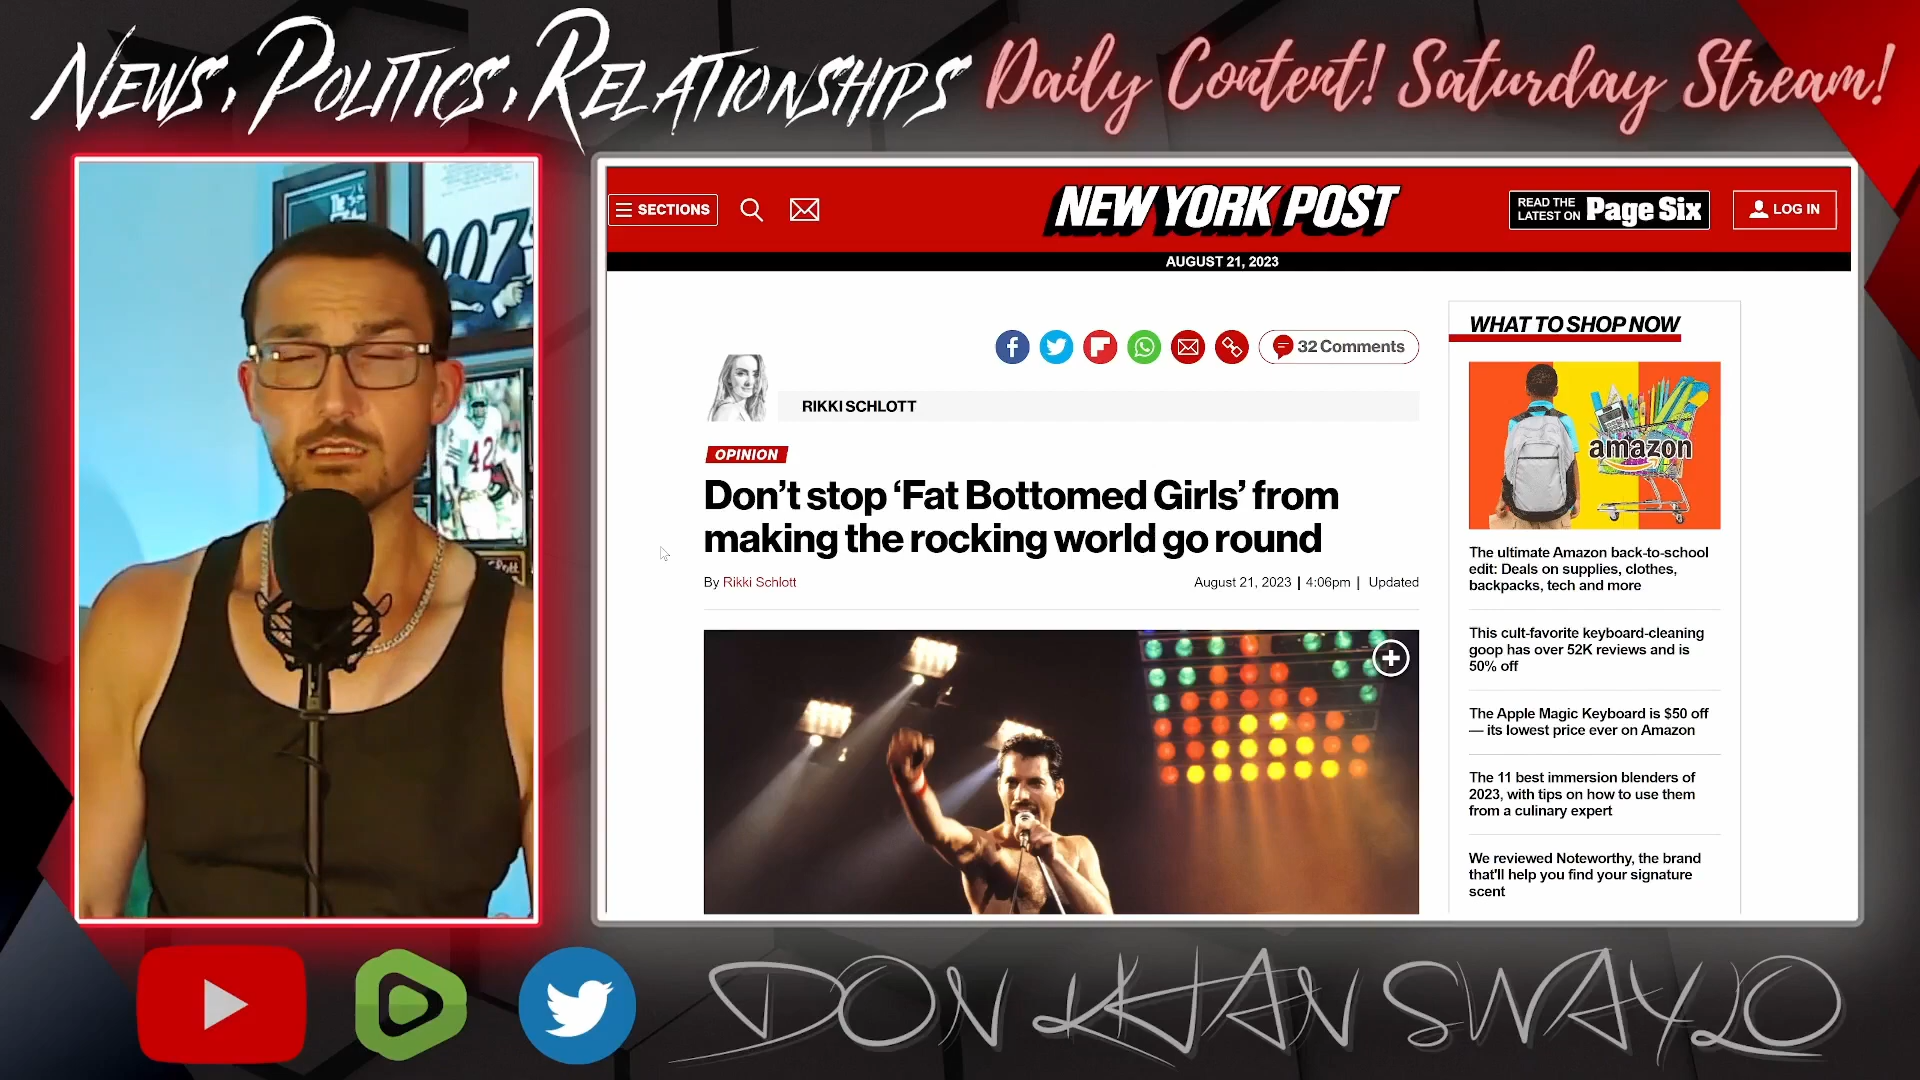 NEWS, POLITICS, RELATIONSHIPS
Daily Content! Saturday Stream!
007
42
SECTIONS
NEW YORK POST
READ THE
LATEST ON Page Six
LOG IN
AUGUST 21, 2023
32 Comments
RIKKI SCHLOTT
OPINION
Don’t stop ‘Fat Bottomed Girls’ from
making the rocking world go round
By Rikki Schlott
August 21, 2023 | 4:06pm | Updated
WHAT TO SHOP NOW
amazon
The ultimate Amazon back-to-school
edit: Deals on supplies, clothes,
backpacks, tech and more
This cult-favorite keyboard-cleaning
goop has over 52K reviews and is
50% off
The Apple Magic Keyboard is $50 off
— its lowest price ever on Amazon
The 11 best immersion blenders of
2023, with tips on how to use them
from a culinary expert
We reviewed Noteworthy, the brand
that'll help you find your signature
scent
DON KHAN SWAYLO